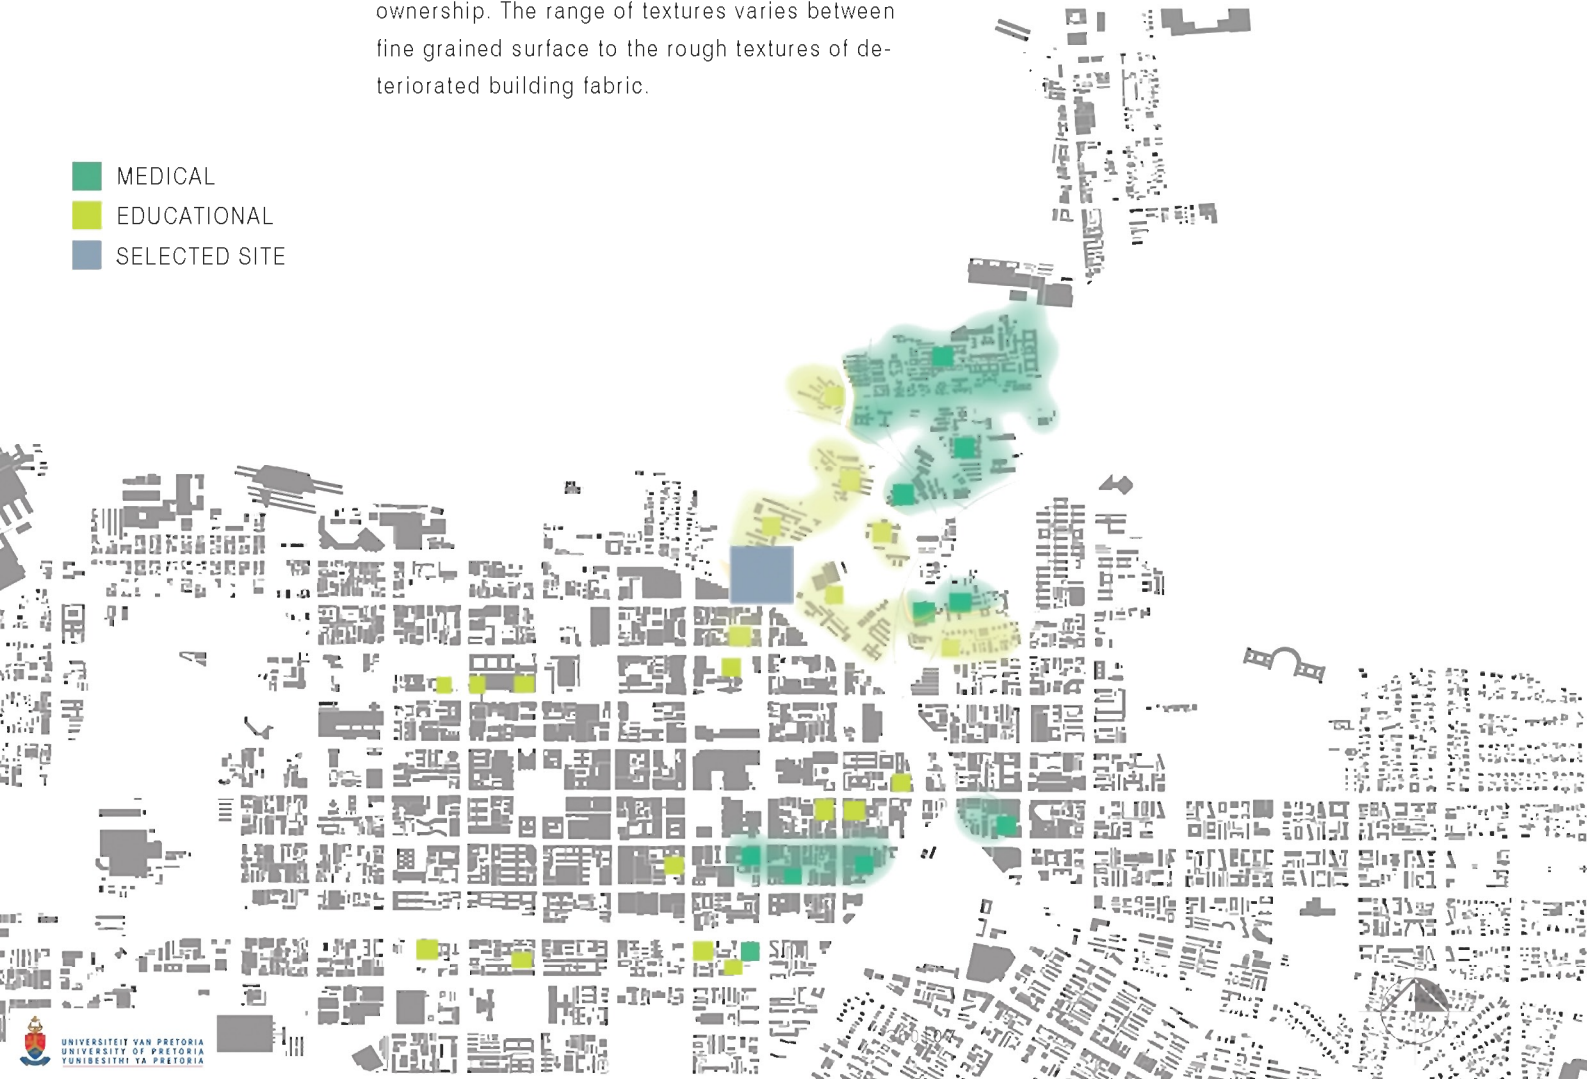 ownership. The range of textures varies between
fine grained surface to the rough textures of de-
teriorated building fabric.
MEDICAL
EDUCATIONAL
SELECTED SITE
UNIVERSITEIT VAN PRETORIA
UNIVERSITY OF PRETORIA
YUNIBESITHI YA PRETORIA